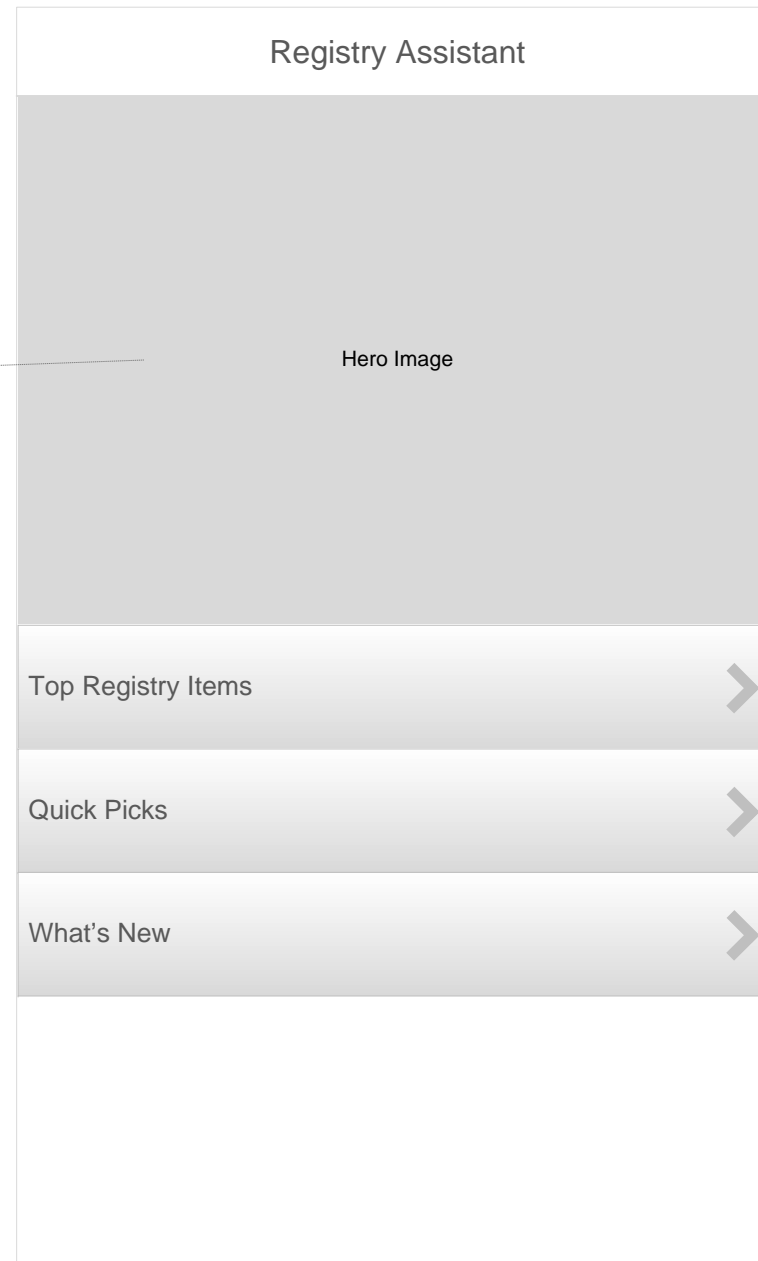 Registry Assistant
Hero Image
Top Registry Items
Quick Picks
What’s New